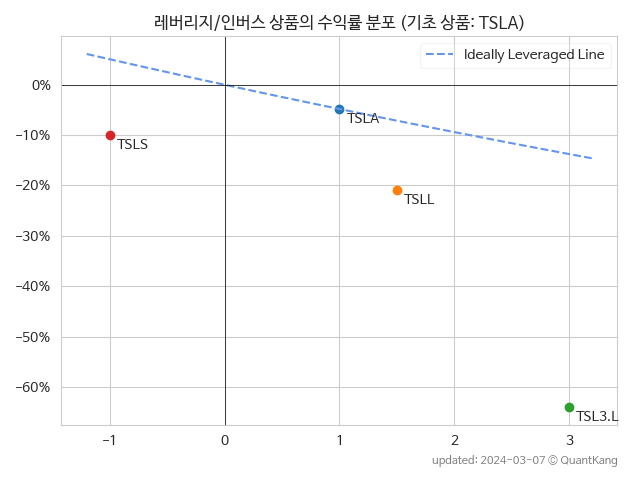 레버리지/인버스 상품의 수익률 분포 (기초 상품: TSLA)
Ideally Leveraged Line
0%
−10%
−20%
−30%
−40%
−50%
−60%
TSLA
TSLS
TSLL
TSL3.L
−1
0
1
2
3
updated: 2024-03-07 ⓒ QuantKang